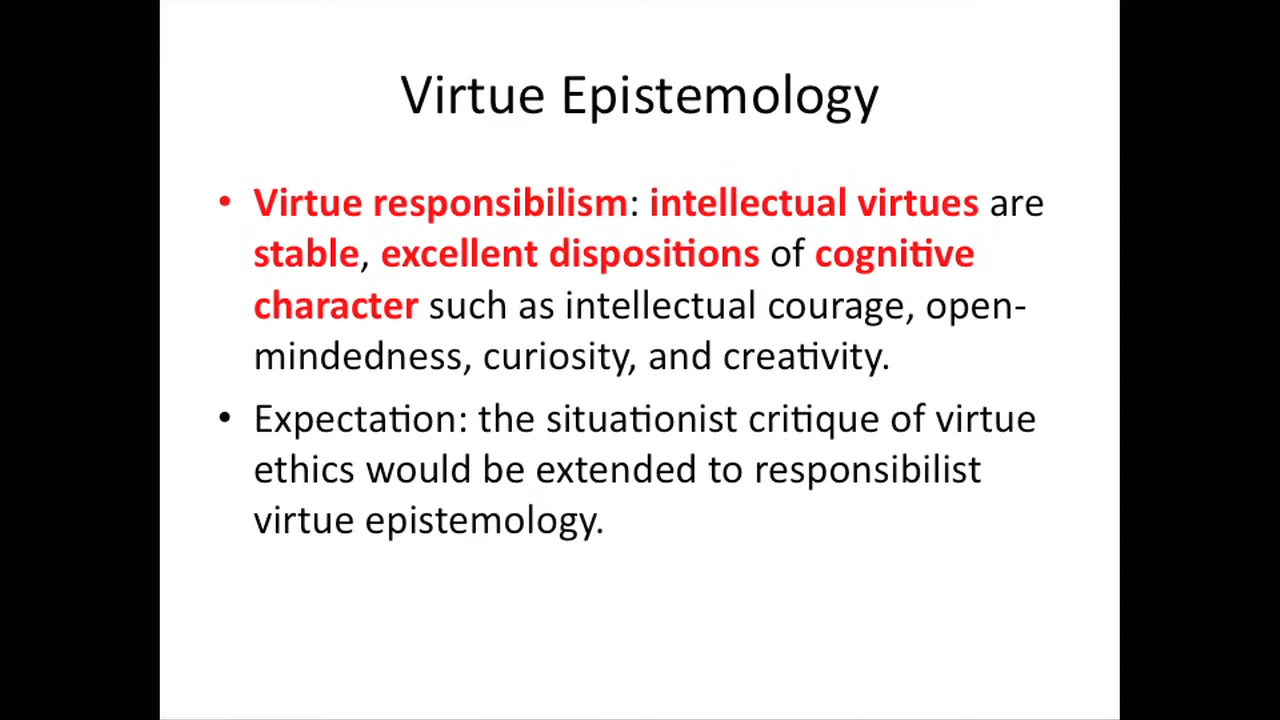 Virtue Epistemology
• Virtue responsibilism: intellectual virtues are
stable, excellent dispositions of cognitive
character such as intellectual courage, open-
mindedness, curiosity, and creativity.
• Expectation: the situationist critique of virtue
ethics would be extended to responsibilist
virtue epistemology.